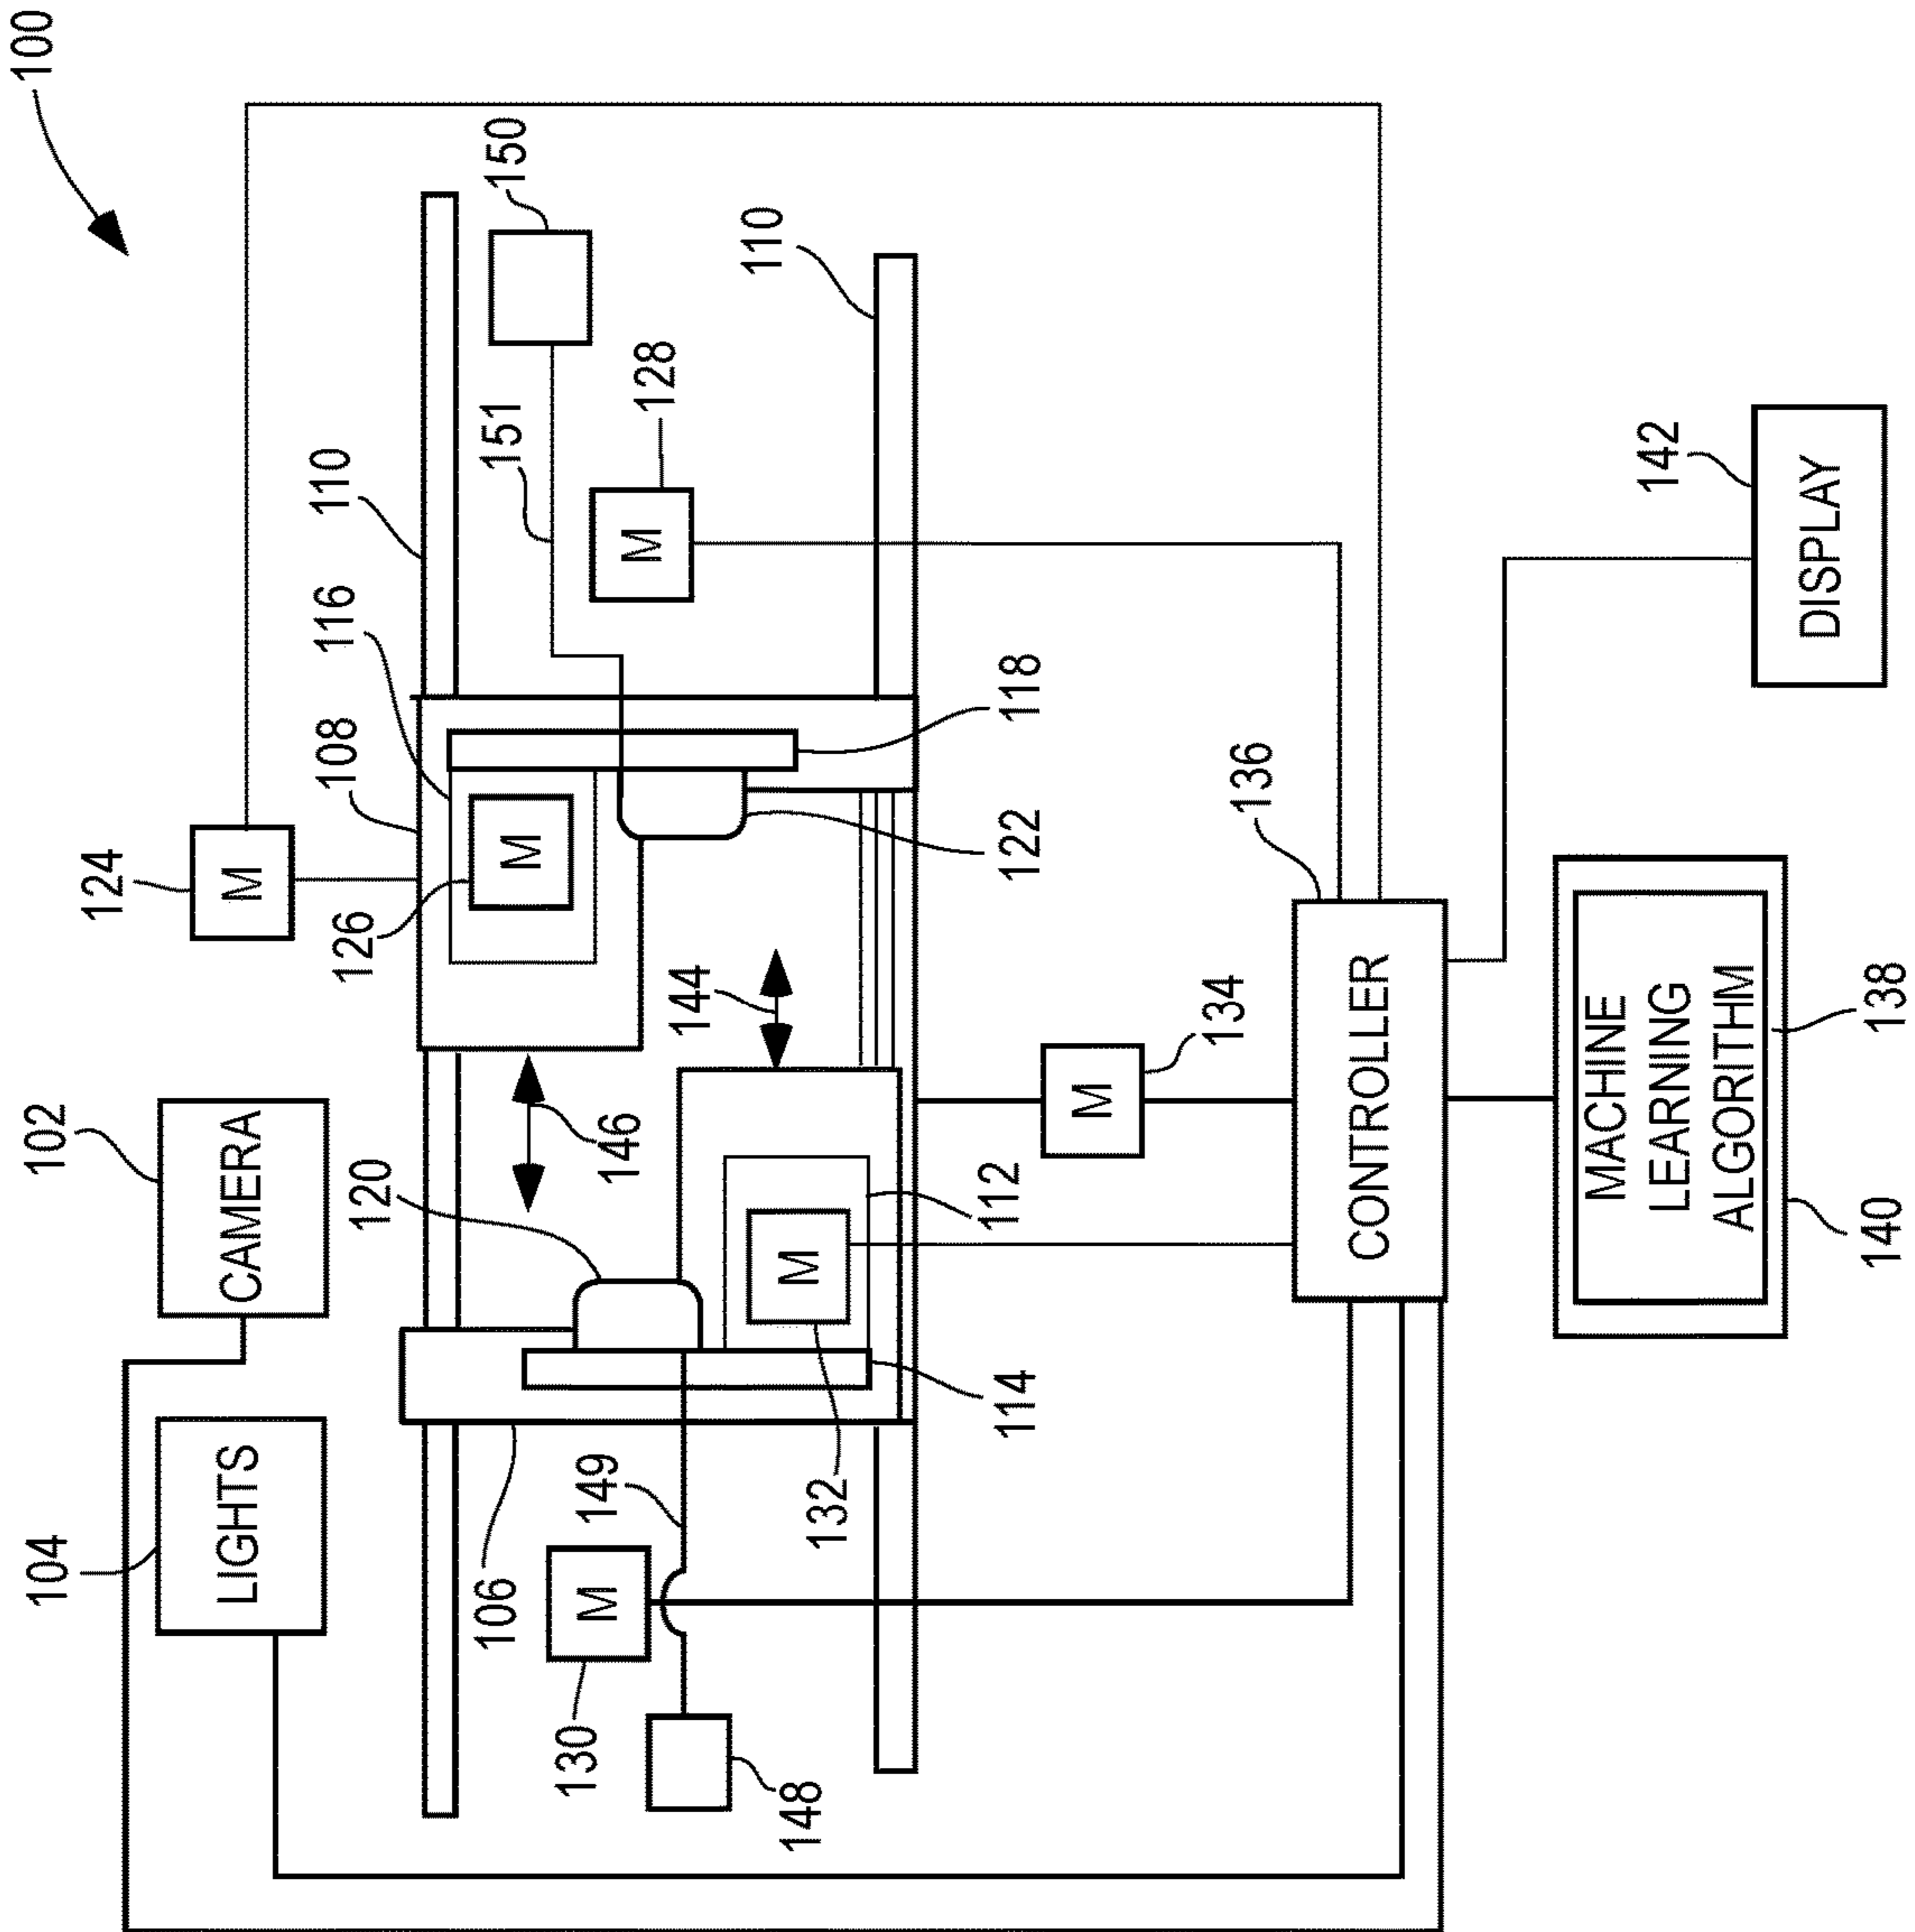 100
104
102
124
LIGHTS
CAMERA
M
126
108
116
110
120
106
M
151
150
130
M
149
146
M
128
144
110
148
132
M
114
112
122
118
M
134
136
CONTROLLER
MACHINE
LEARNING
ALGORITHM
142
DISPLAY
140
138